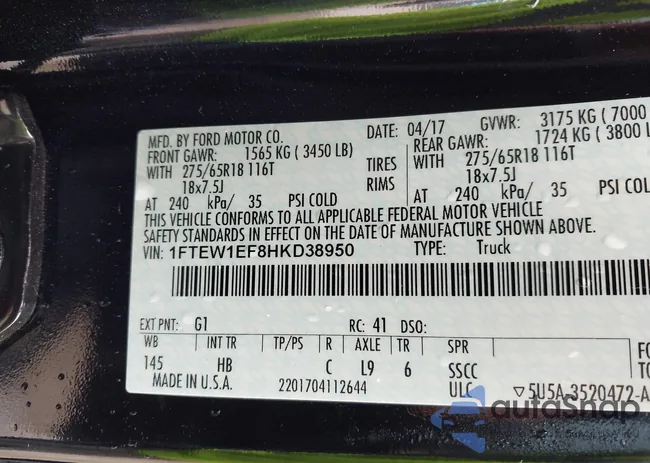 MFD. BY FORD MOTOR CO. DATE: 04/17 GVWR: 3175 KG ( 7000
FRONT GAWR: 1565 KG ( 3450 LB) REAR GAWR: 1724 KG ( 3800 L
WITH 275/65R18 116T TIRES WITH 275/65R18 116T
18x7.5J RIMS 18x7.5J
AT 240 kPa/ 35 PSI COLD AT 240 kPa/ 35 PSI COL
THIS VEHICLE CONFORMS TO ALL APPLICABLE FEDERAL MOTOR VEHICLE
SAFETY STANDARDS IN EFFECT ON THE DATE OF MANUFACTURE SHOWN ABOVE.
VIN: 1FTEW1EF8HKD38950 TYPE: Truck
EXT PNT: G1 RC: 41 DSO:
WB INT TR TP/PS R AXLE TR SPR
145 HB C L9 6 SSCC
MADE IN U.S.A. 2201704112644 ULC 5U5A-3520472-A
FO
TA
autoShop